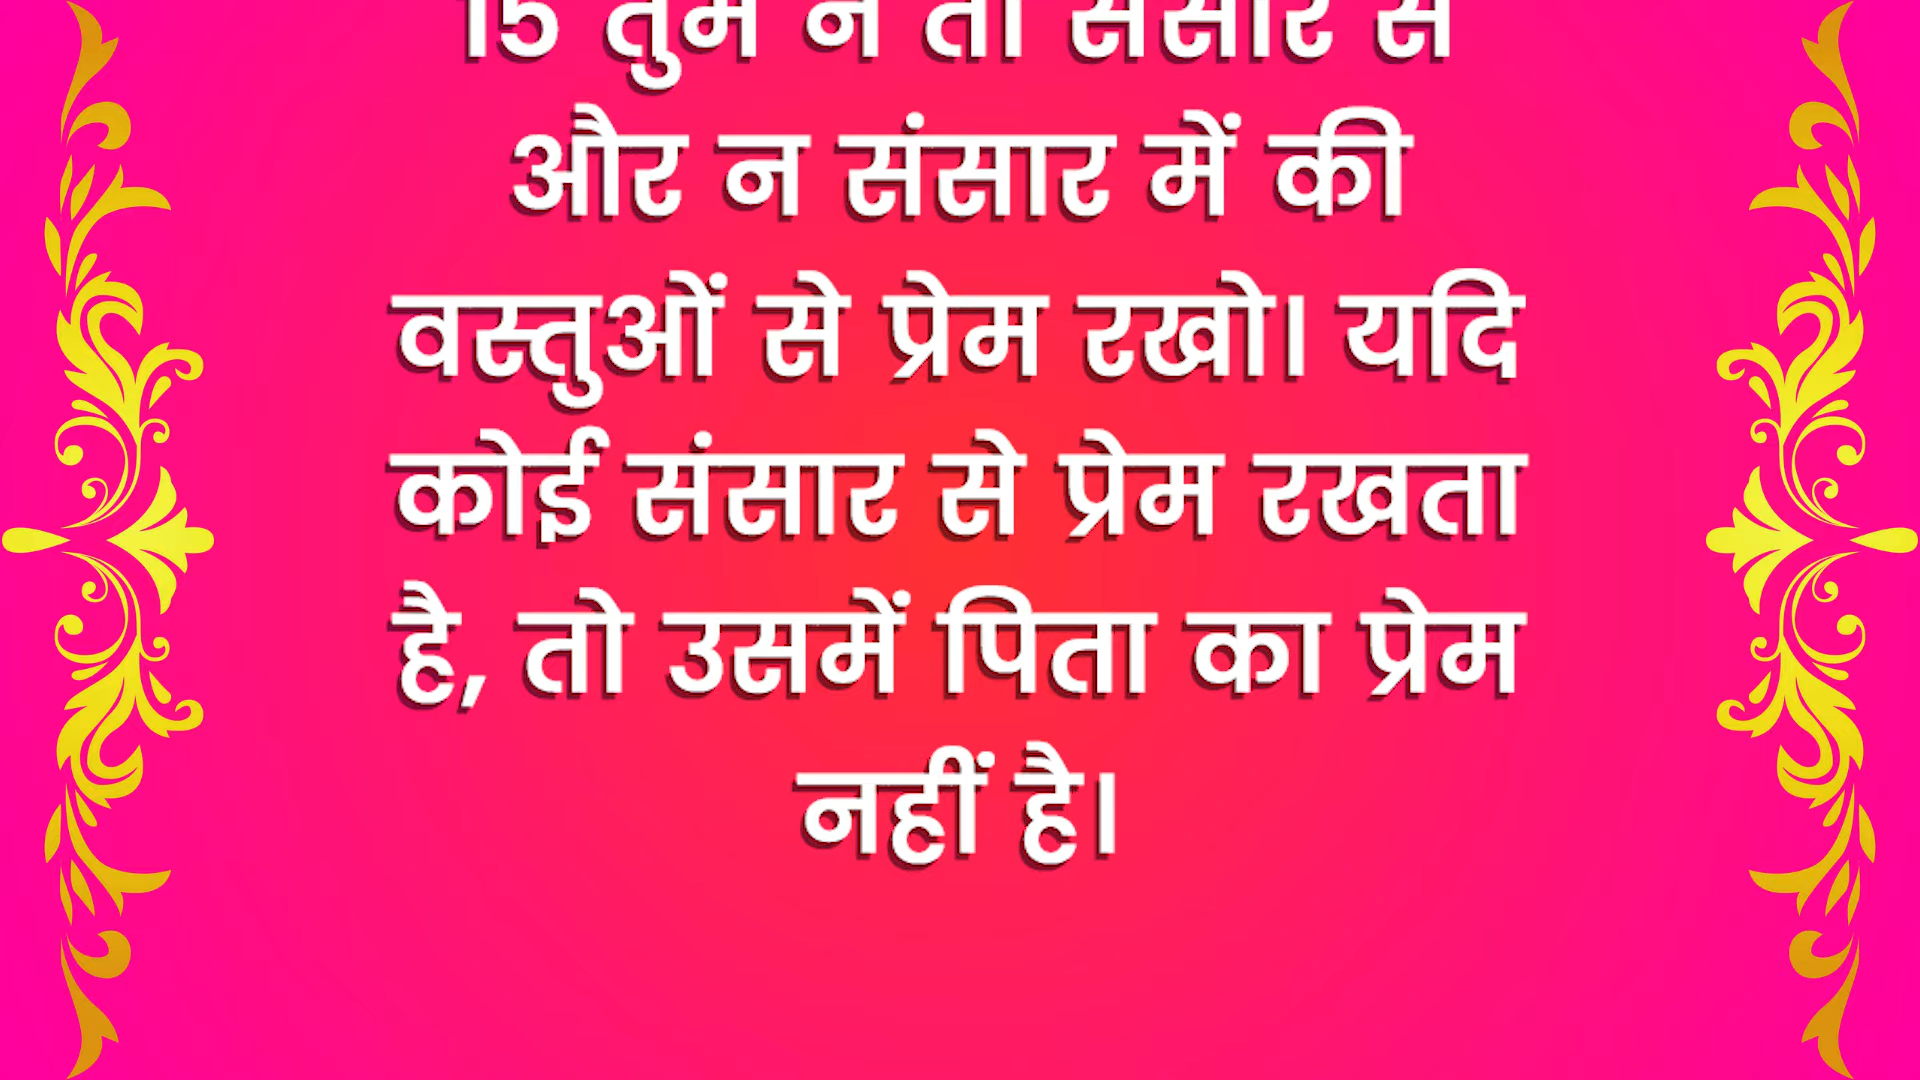 15 तुम न तो संसार से
और न संसार में की
वस्तुओं से प्रेम रखो। यदि
कोई संसार से प्रेम रखता
है, तो उसमें पिता का प्रेम
नहीं है।